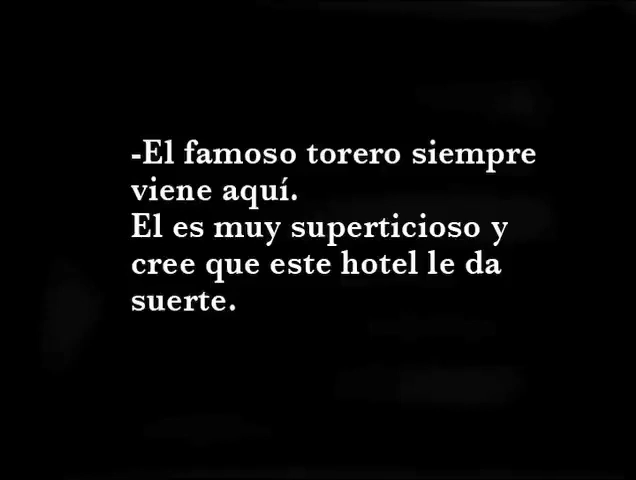 -El famoso torero siempre
viene aquí.
El es muy superticioso y
cree que este hotel le da
suerte.